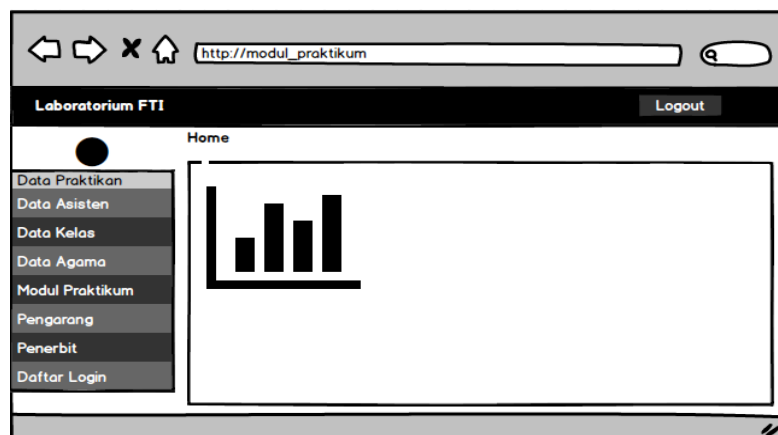 http://modul_praktikum
Laboratorium FTI
Logout
Home
Data Praktikan
Data Asisten
Data Kelas
Data Agama
Modul Praktikum
Pengarang
Penerbit
Daftar Login